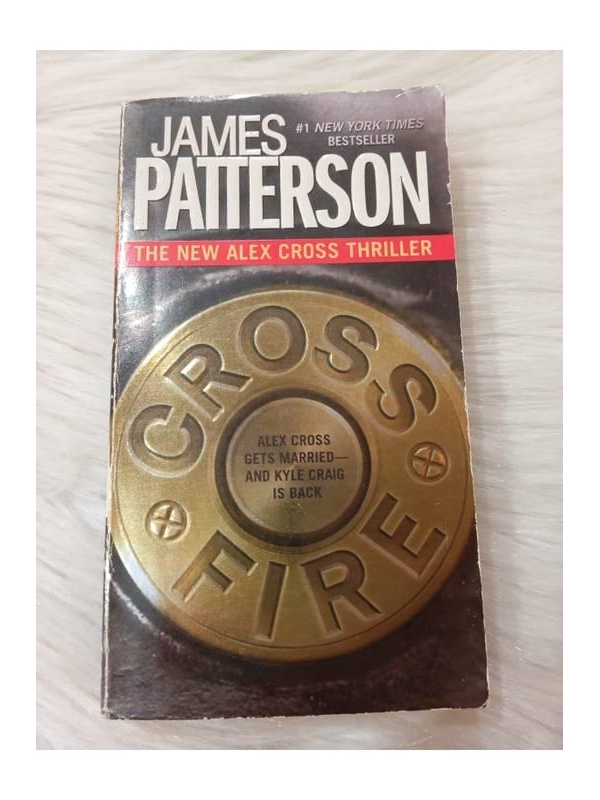 JAMES
#1 NEW YORK TIMES
BESTSELLER
PATTERSON
THE NEW ALEX CROSS THRILLER
CROSS
ALEX CROSS
GETS MARRIED—
AND KYLE CRAIG
IS BACK
FIRE